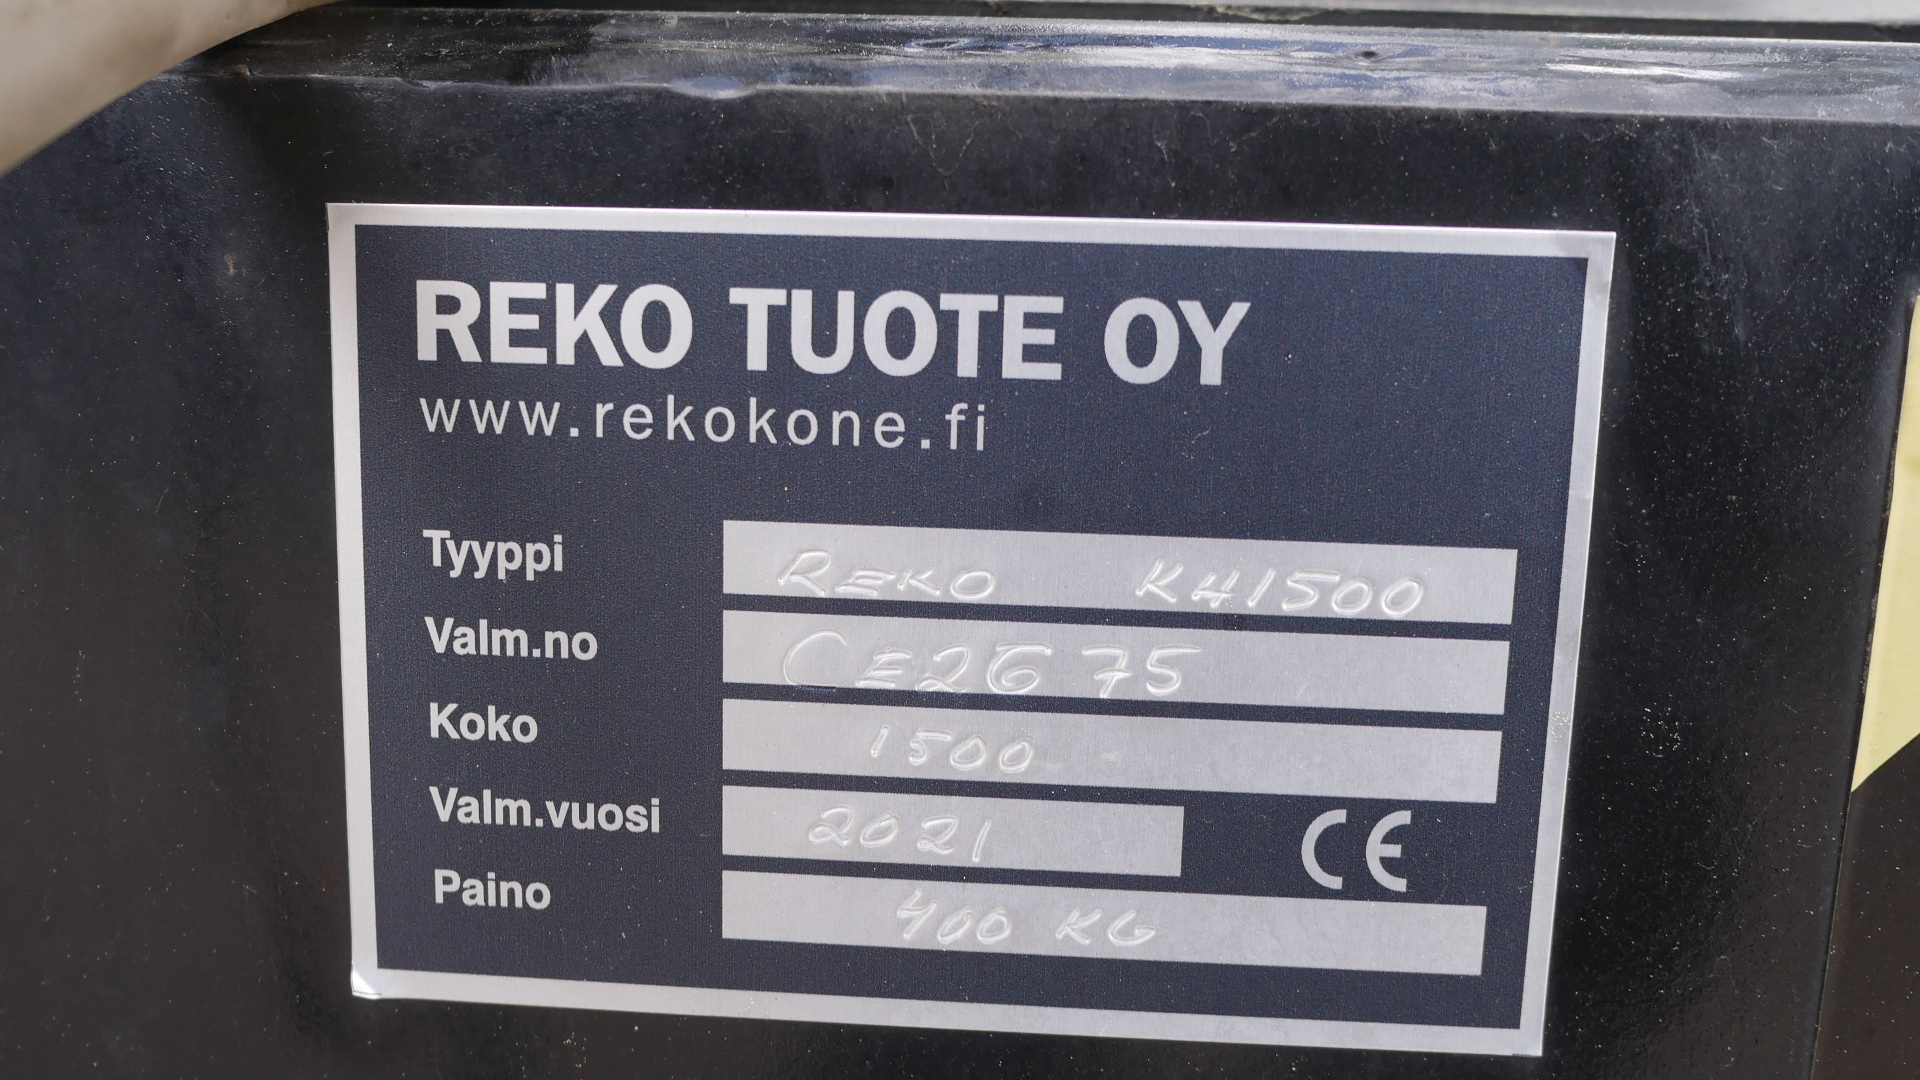 REKO TUOTE OY
www.rekokone.fi
Tyyppi REKO KH1500
Valm.no CE2675
Koko 1500
Valm.vuosi 2021 CE
Paino 400 KG